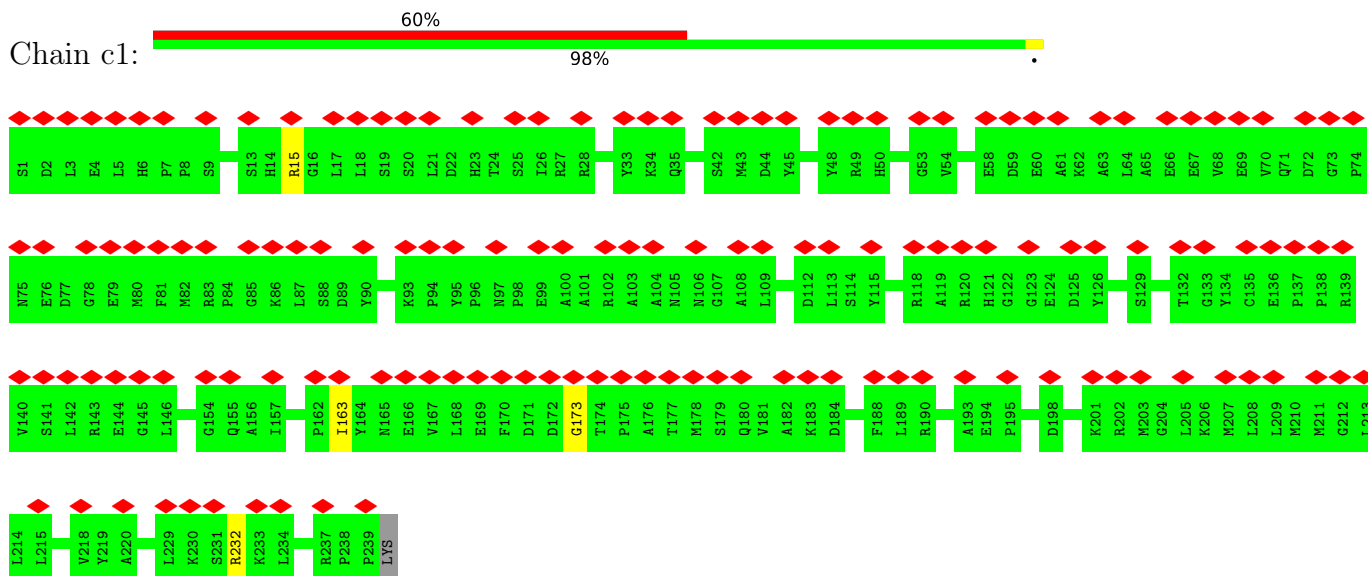 60%
Chain c1:
98%
.
S1 D2 L3 E4 L5 H6 P7 P8 S9 S13 H14 R15 G16 L17 L18 S19 S20 L21 D22 H23 T24 S25 I26 R27 R28 Y33 K34 Q35 S42 M43 D44 Y45 Y48 R49 H50 G53 V54 E58 D59 E60 A61 K62 A63 L64 A65 E66 E67 V68 E69 V70 Q71 D72 G73 P74
N75 E76 D77 G78 E79 M80 F81 M82 R83 P84 G85 K86 L87 S88 D89 Y90 K93 P94 Y95 P96 N97 P98 E99 A100 A101 R102 A103 A104 N105 N106 G107 A108 L109 D112 L113 S114 Y115 R118 A119 R120 H121 G122 G123 E124 D125 Y126 S129 T132 G133 Y134 C135 E136 P137 P138 R139
V140 S141 L142 R143 E144 G145 L146 G154 Q155 A156 I157 P162 I163 Y164 N165 E166 V167 L168 E169 F170 D171 D172 G173 T174 P175 A176 T177 M178 S179 Q180 V181 A182 K183 D184 F188 L189 R190 A193 E194 P195 D198 K201 R202 M203 G204 L205 K206 M207 L208 L209 M210 M211 G212 L213
L214 L215 V218 Y219 A220 L229 K230 S231 R232 K233 L234 R237 P238 P239 LYS